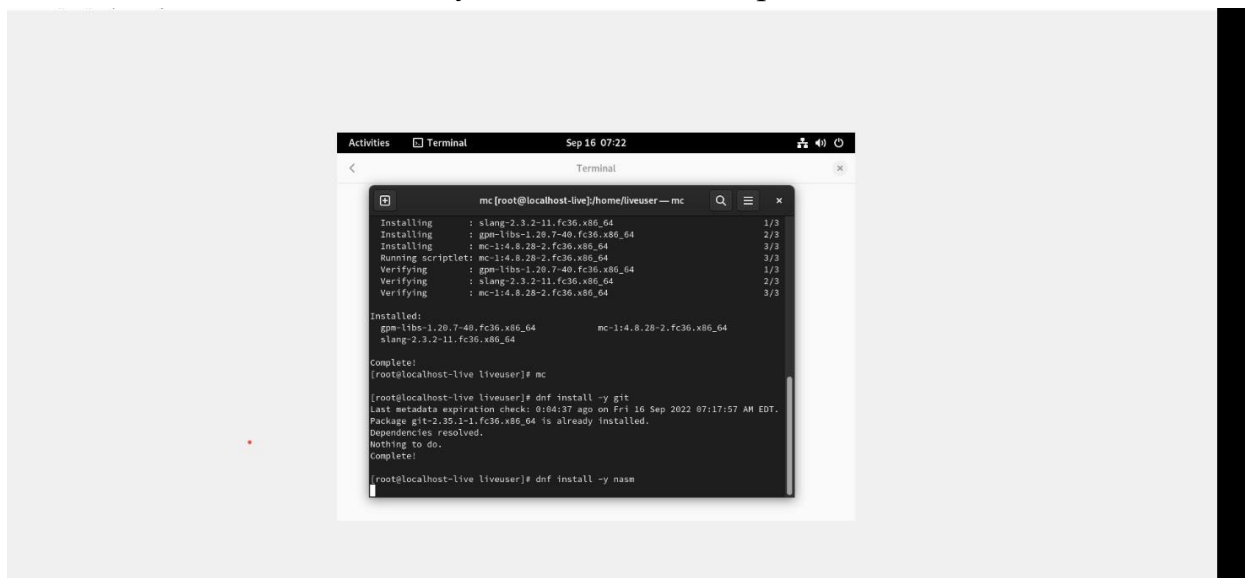 Activities Terminal Sep 16 07:22
Terminal
mc [root@localhost-live]:/home/liveuser — mc
Installing : slang-2.3.2-11.fc36.x86_64 1/3
Installing : gpm-libs-1.20.7-40.fc36.x86_64 2/3
Installing : mc-1:4.8.28-2.fc36.x86_64 3/3
Running scriptlet: mc-1:4.8.28-2.fc36.x86_64 3/3
Verifying : gpm-libs-1.20.7-40.fc36.x86_64 1/3
Verifying : slang-2.3.2-11.fc36.x86_64 2/3
Verifying : mc-1:4.8.28-2.fc36.x86_64 3/3
Installed:
gpm-libs-1.20.7-40.fc36.x86_64 mc-1:4.8.28-2.fc36.x86_64
slang-2.3.2-11.fc36.x86_64
Complete!
[root@localhost-live liveuser]# mc
[root@localhost-live liveuser]# dnf install -y git
Last metadata expiration check: 0:04:37 ago on Fri 16 Sep 2022 07:17:57 AM EDT.
Package git-2.35.1-1.fc36.x86_64 is already installed.
Dependencies resolved.
Nothing to do.
Complete!
[root@localhost-live liveuser]# dnf install -y nasm